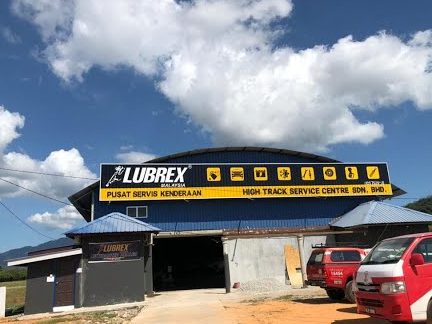 LUBREX
MALAYSIA
PUSAT SERVIS KENDERAAN
HIGH TRACK SERVICE CENTRE SDN. BHD.
LUBREX